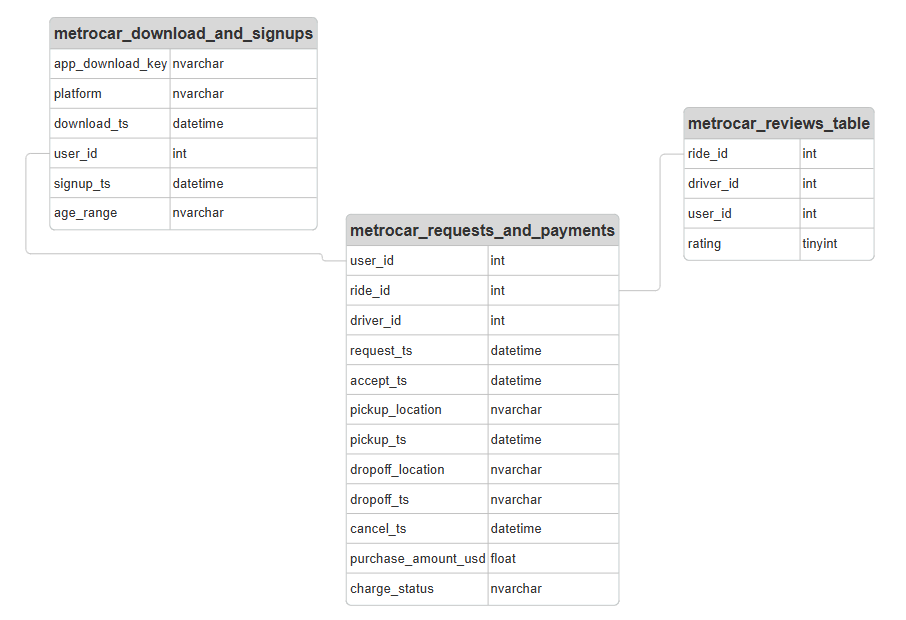 metrocar_download_and_signups
app_download_key nvarchar
platform nvarchar
download_ts datetime
user_id int
signup_ts datetime
age_range nvarchar
metrocar_requests_and_payments
user_id int
ride_id int
driver_id int
request_ts datetime
accept_ts datetime
pickup_location nvarchar
pickup_ts datetime
dropoff_location nvarchar
dropoff_ts nvarchar
cancel_ts datetime
purchase_amount_usd float
charge_status nvarchar
metrocar_reviews_table
ride_id int
driver_id int
user_id int
rating tinyint